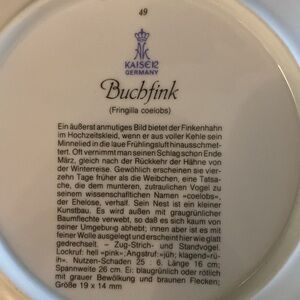 49
KAISER
GERMANY
Buchfink
(Fringilla coelobs)
Ein äußerst anmutiges Bild bietet der Finkenhahn
im Hochzeitskleid, wenn er aus voller Kehle sein
Minnelied in die laue Frühlingsluft hinausschmettert.
Oft vernimmt man seinen Schlag schon Ende
März, gleich nach der Rückkehr der Hähne von
der Winterreise. Gewöhlich erscheinen sie vier-
zehn Tage früher als die Weibchen, eine Tatsa-
che, die dem munteren, zutraulichen Vogel zu
seinem wissenschaftlichen Namen »coelebs«,
der Ehelose, verhalf. Sein Nest ist ein kleiner
Kunstbau. Es wird außen mit graugrünlicher
Baumflechte verwebt, so daß es sich kaum von
seiner Umgebung abhebt; innen aber ist es mit
feiner Wolle ausgelegt und erscheint hier wie glatt
gedrechselt. – Zug-Strich- und Standvogel.
Lockruf: hell »pink«; Angstruf: »jüh; klagend »rü-
in«. Nutzen-Schaden 25 : 6. Länge 16 cm;
Spannweite 26 cm. Ei: blaugrünlich oder rötlich
mit grauer Bewölkung und braunen Flecken;
Größe 19 x 14 mm